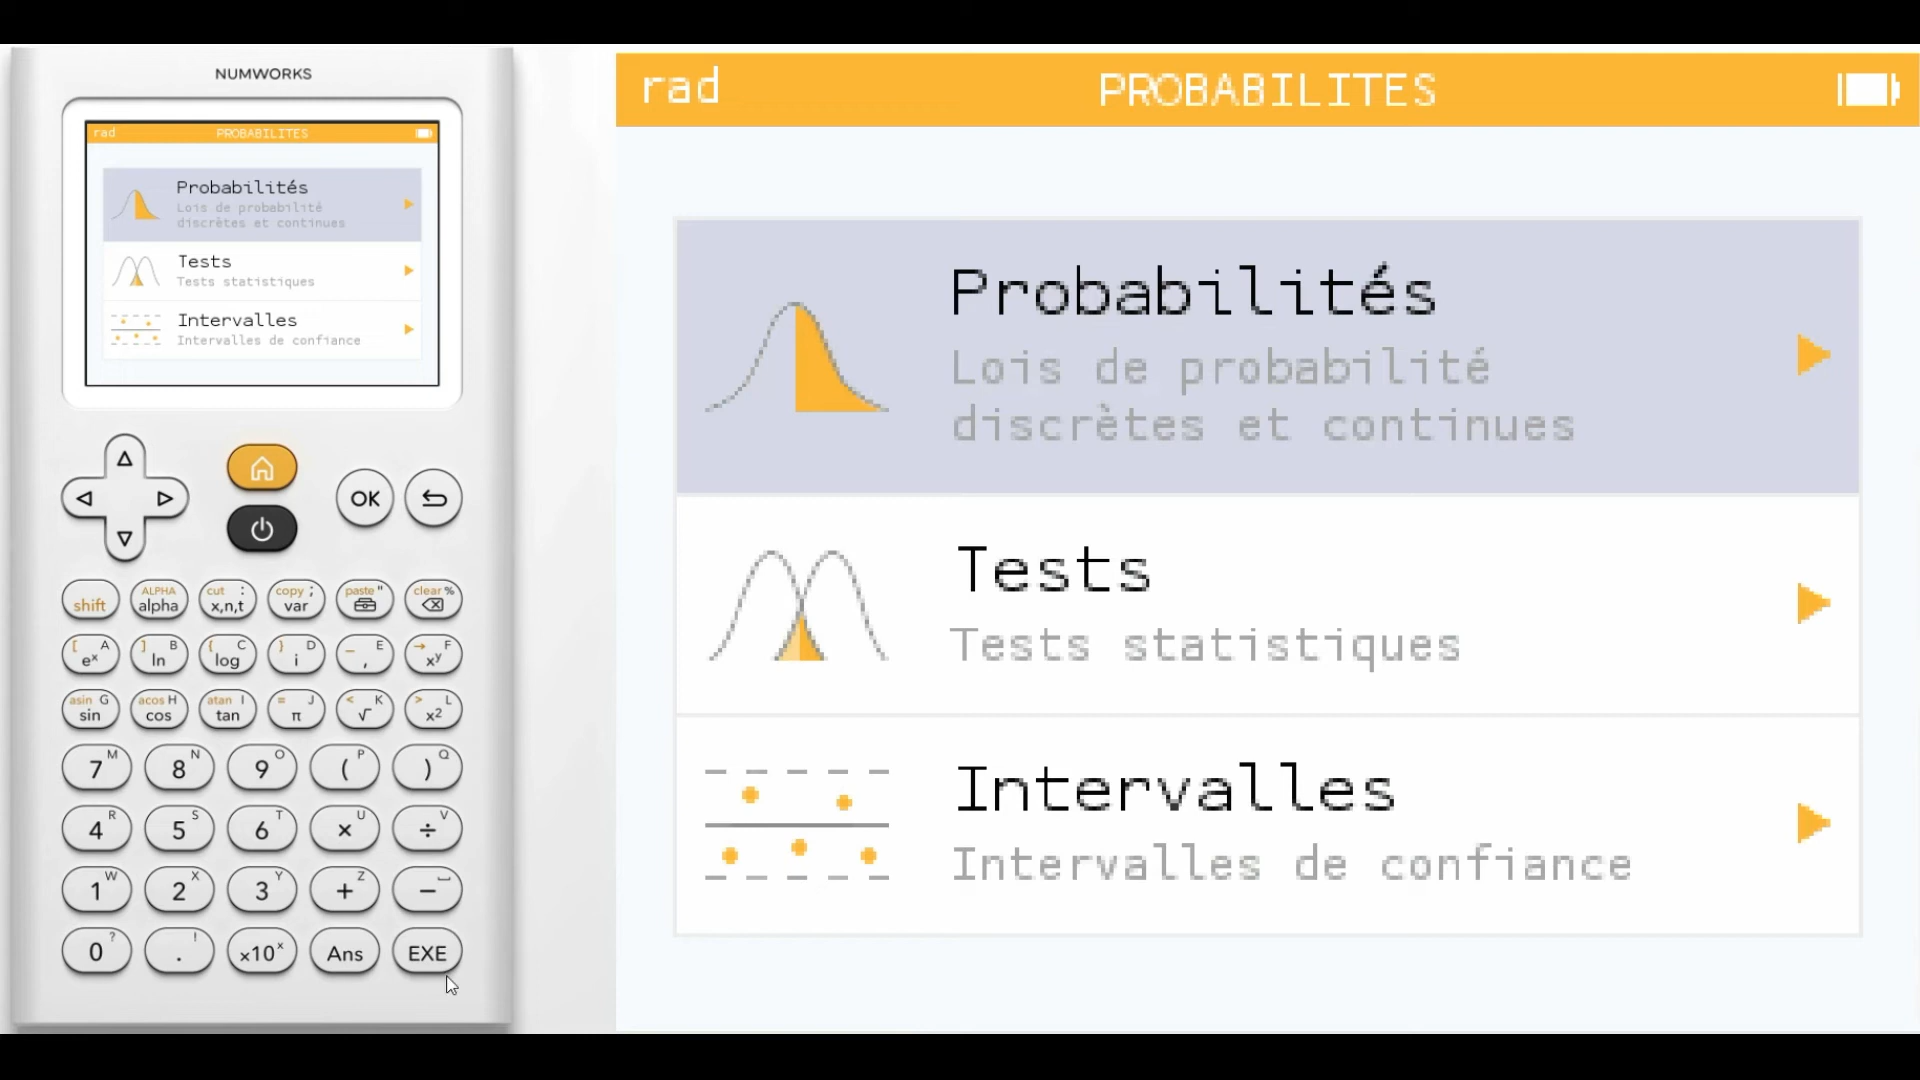 NUMWORKS
rad PROBABILITES
Probabilités
Lois de probabilité
discrètes et continues
Tests
Tests statistiques
Intervalles
Intervalles de confiance
OK
shift
ALPHA
alpha
cut :
x,n,t
copy ;
var
paste "
clear %
[ A
eˣ
] B
ln
{ C
log
} D
i
_ E
,
→ F
xʸ
asin G
sin
acos H
cos
atan I
tan
= J
π
< K
√
> L
x²
7 M
8 N
9 O
( P
) Q
4 R
5 S
6 T
× U
÷ V
1 W
2 X
3 Y
+ Z
−
0 ?
. !
×10ˣ
Ans
EXE
rad PROBABILITES
Probabilités
Lois de probabilité
discrètes et continues
Tests
Tests statistiques
Intervalles
Intervalles de confiance